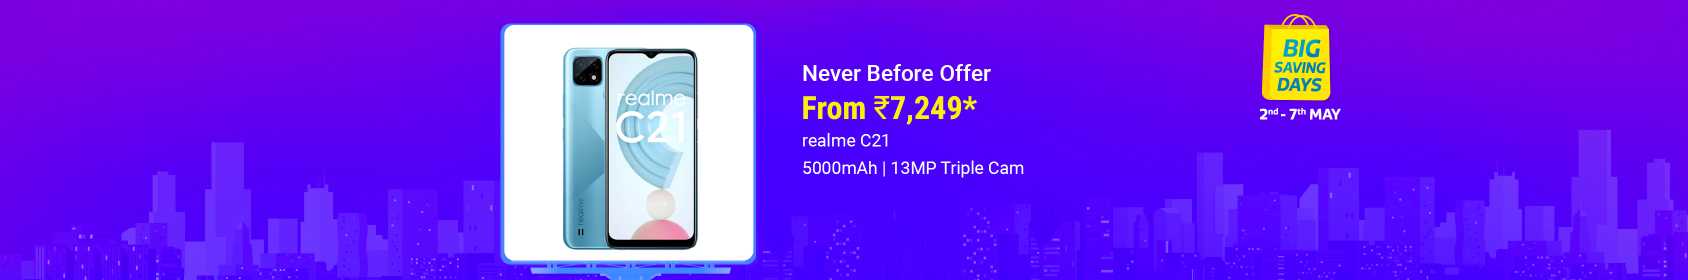 realme
C21
realme
Never Before Offer
From ₹7,249*
realme C21
5000mAh | 13MP Triple Cam
BIG
SAVING
DAYS
2nd - 7th MAY